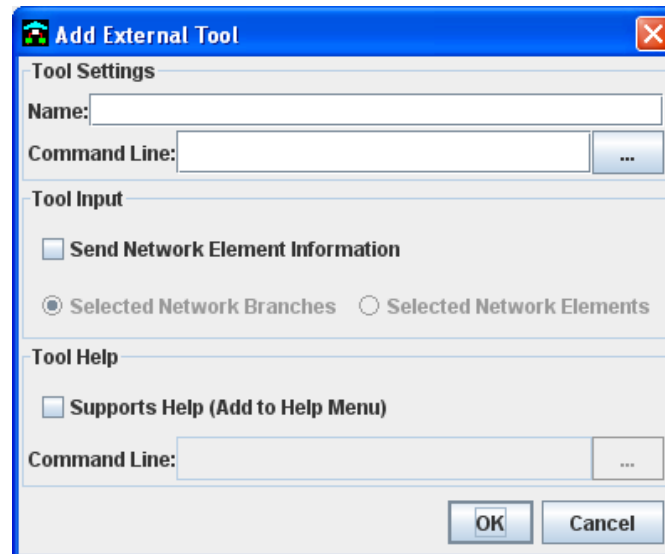 Add External Tool
Tool Settings
Name:
Command Line: ...
Tool Input
Send Network Element Information
Selected Network Branches Selected Network Elements
Tool Help
Supports Help (Add to Help Menu)
Command Line: ...
OK Cancel